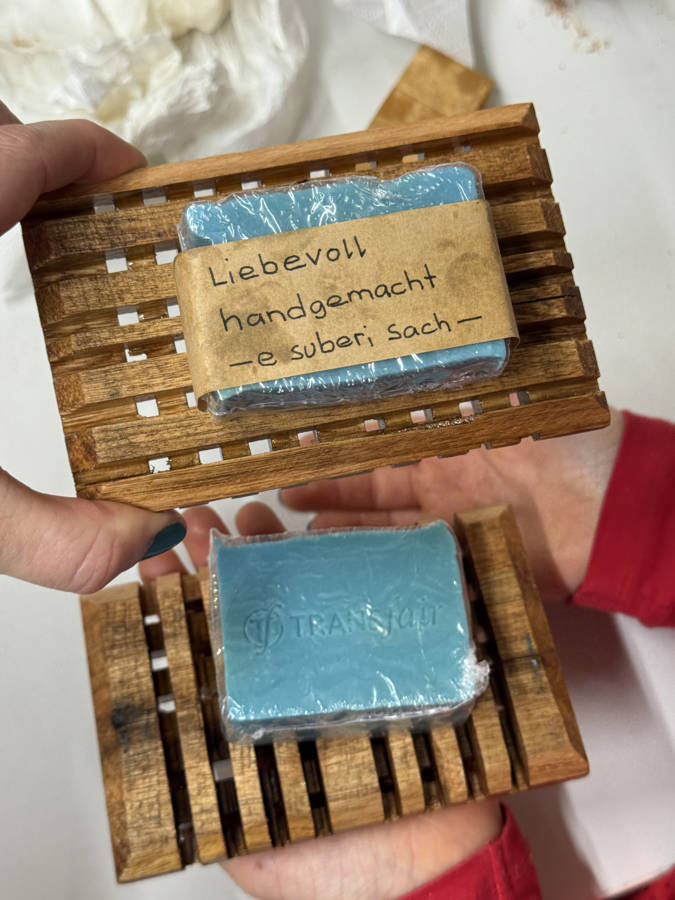 Liebevoll
handgemacht
—e suberi sach—
TRANSfair